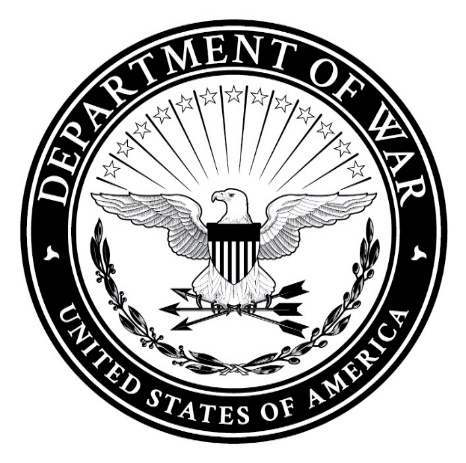 DEPARTMENT OF WAR
UNITED STATES OF AMERICA